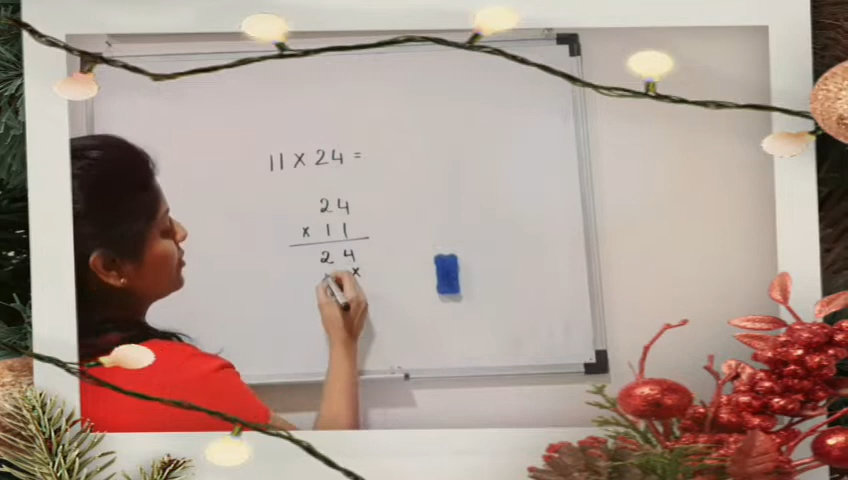 11 x 24 =
24
x 11
24
x